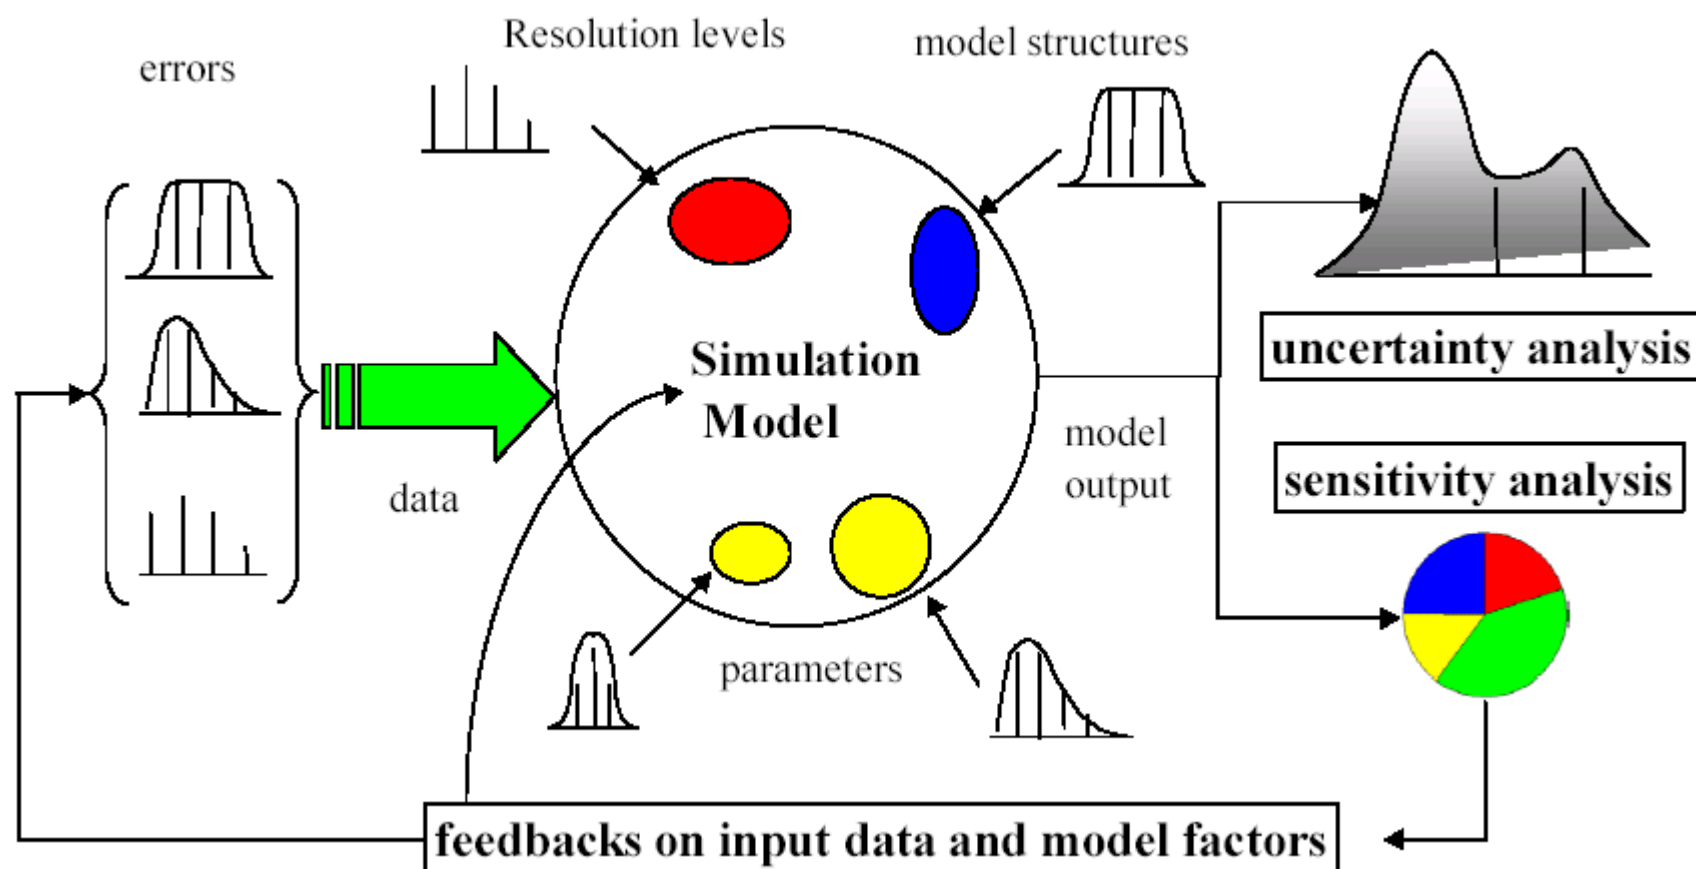 Resolution levels
model structures
errors
Simulation
Model
uncertainty analysis
model
output
sensitivity analysis
data
parameters
feedbacks on input data and model factors